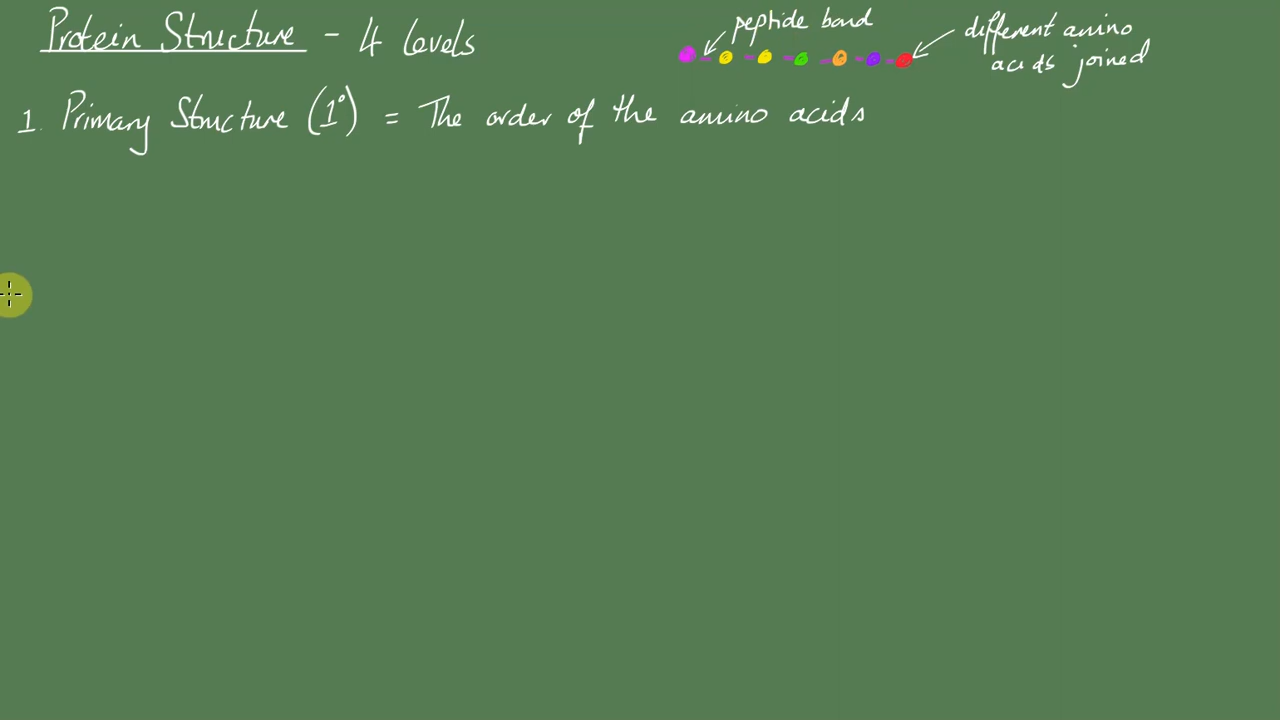 Protein Structure - 4 levels
peptide bond
different amino
acids joined
1. Primary Structure (1°) = The order of the amino acids